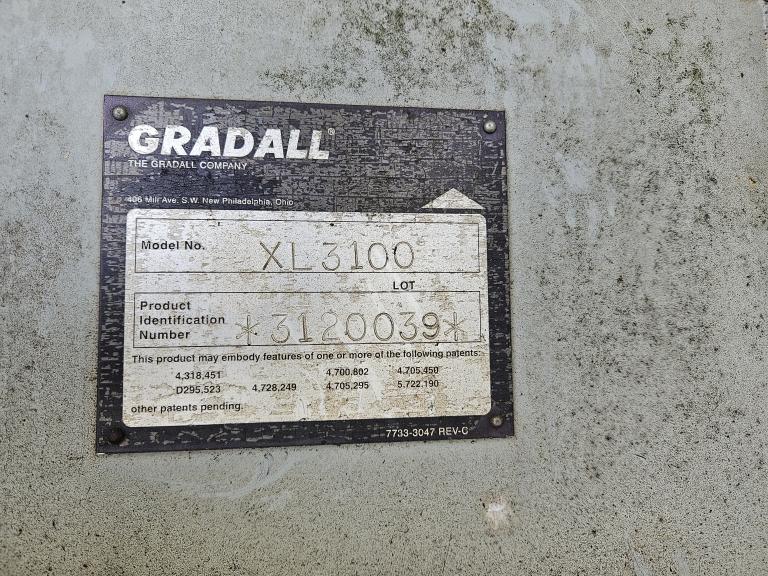 GRADALL®
THE GRADALL COMPANY
406 Mill Ave. S.W. New Philadelphia, Ohio
Model No. XL3100
LOT
Product
Identification
Number *3120039*
This product may embody features of one or more of the following patents:
4,318,451 4,700,802 4,705,450
D295,523 4,728,249 4,705,295 5,722,190
other patents pending.
7733-3047 REV-C